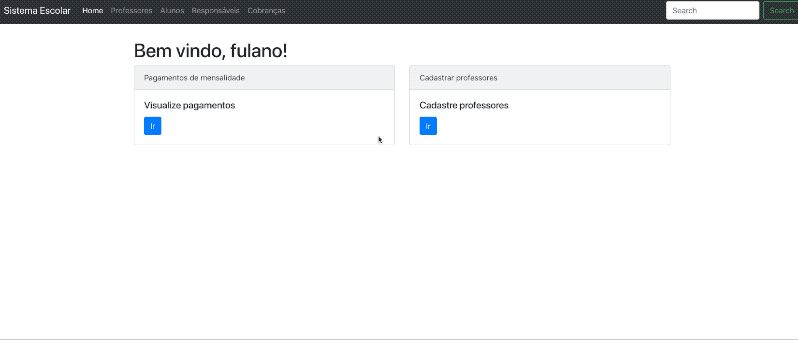 Sistema Escolar Home Professores Alunos Responsáveis Cobranças Search Search
Bem vindo, fulano!
Pagamentos de mensalidade
Visualize pagamentos
Ir
Cadastrar professores
Cadastre professores
Ir